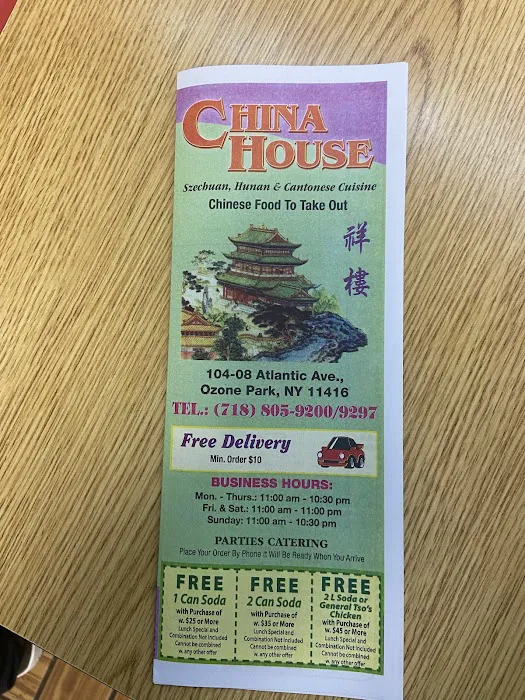 CHINA
HOUSE
Szechuan, Hunan & Cantonese Cuisine
Chinese Food To Take Out
祥
樓
104-08 Atlantic Ave.,
Ozone Park, NY 11416
TEL.: (718) 805-9200/9297
Free Delivery
Min. Order $10
BUSINESS HOURS:
Mon. - Thurs.: 11:00 am - 10:30 pm
Fri. & Sat.: 11:00 am - 11:00 pm
Sunday: 11:00 am - 10:30 pm
PARTIES CATERING
Place Your Order By Phone It Will Be Ready When You Arrive
FREE
1 Can Soda
with Purchase of
w. $25 or More
Lunch Special and
Combination Not Included
Cannot be combined
w. any other offer
FREE
2 Can Soda
with Purchase of
w. $35 or More
Lunch Special and
Combination Not Included
Cannot be combined
w. any other offer
FREE
2 L Soda or
General Tso's
Chicken
with Purchase of
w. $45 or More
Lunch Special and
Combination Not Included
Cannot be combined
w. any other offer